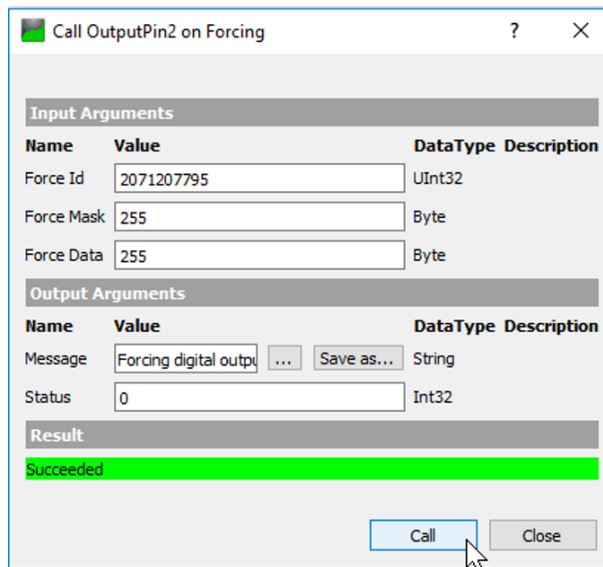 Call OutputPin2 on Forcing ?
Input Arguments
Name Value DataType Description
Force Id 2071207795 UInt32
Force Mask 255 Byte
Force Data 255 Byte
Output Arguments
Name Value DataType Description
Message Forcing digital outpu ... Save as... String
Status 0 Int32
Result
Succeeded
Call Close